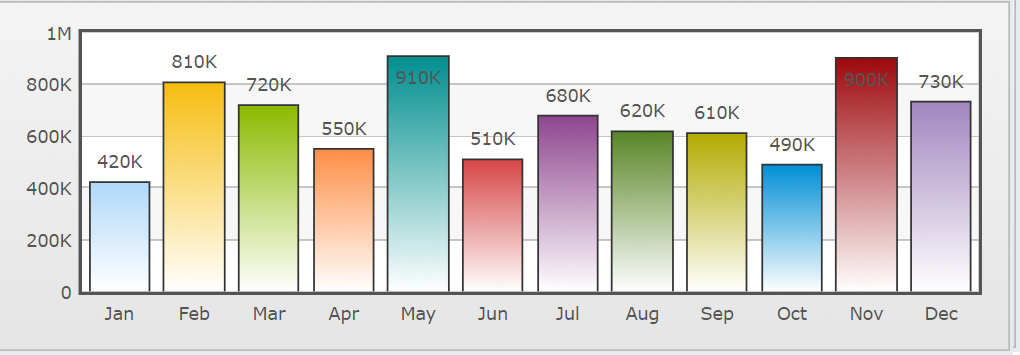 1M
800K
600K
400K
200K
0
420K
810K
720K
550K
910K
510K
680K
620K
610K
490K
900K
730K
Jan Feb Mar Apr May Jun Jul Aug Sep Oct Nov Dec